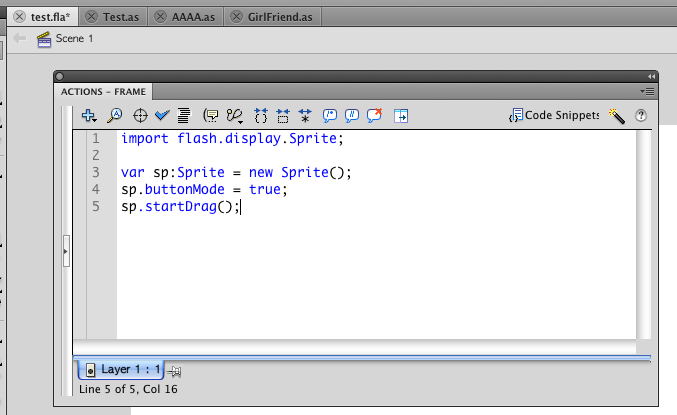 test.fla*
Test.as
AAAA.as
GirlFriend.as
Scene 1
ACTIONS – FRAME
Code Snippets
1 import flash.display.Sprite;
2
3 var sp:Sprite = new Sprite();
4 sp.buttonMode = true;
5 sp.startDrag();
Layer 1 : 1
Line 5 of 5, Col 16